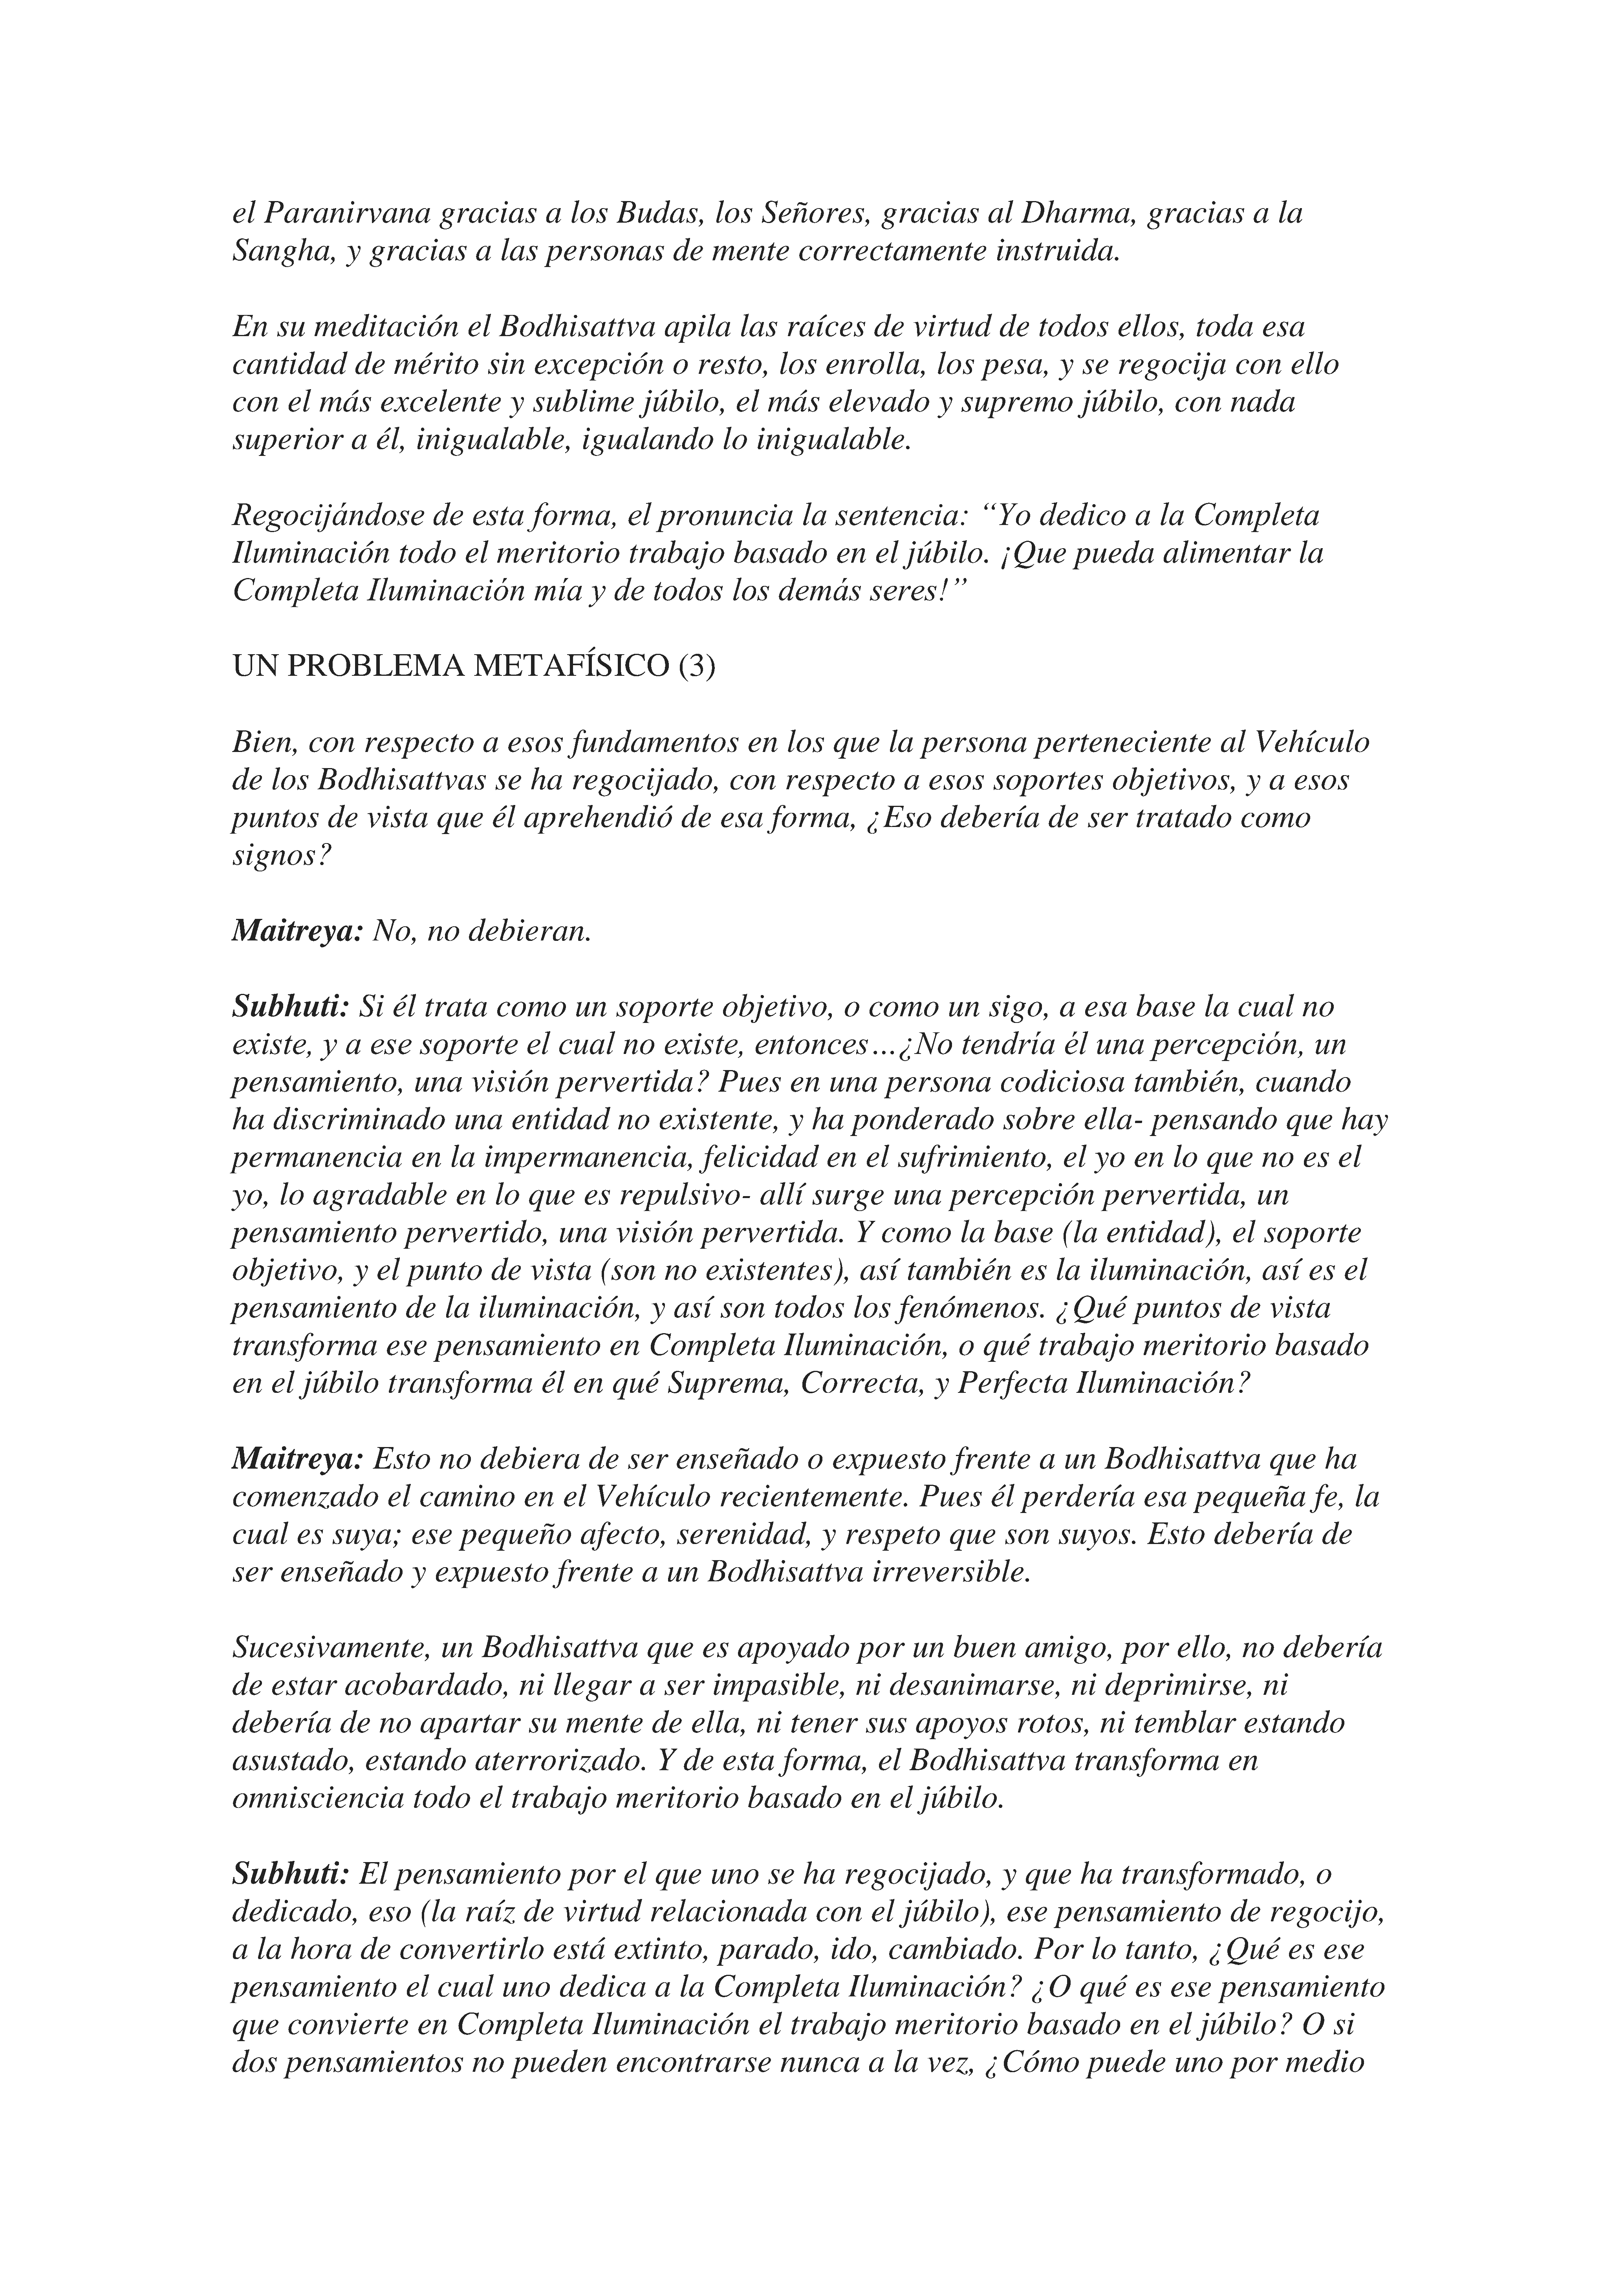 el Paranirvana gracias a los Budas, los Señores, gracias al Dharma, gracias a la
Sangha, y gracias a las personas de mente correctamente instruida.
En su meditación el Bodhisattva apila las raíces de virtud de todos ellos, toda esa
cantidad de mérito sin excepción o resto, los enrolla, los pesa, y se regocija con ello
con el más excelente y sublime júbilo, el más elevado y supremo júbilo, con nada
superior a él, inigualable, igualando lo inigualable.
Regocijándose de esta forma, el pronuncia la sentencia: “Yo dedico a la Completa
Iluminación todo el meritorio trabajo basado en el júbilo. ¡Que pueda alimentar la
Completa Iluminación mía y de todos los demás seres!”
UN PROBLEMA METAFÍSICO (3)
Bien, con respecto a esos fundamentos en los que la persona perteneciente al Vehículo
de los Bodhisattvas se ha regocijado, con respecto a esos soportes objetivos, y a esos
puntos de vista que él aprehendió de esa forma, ¿Eso debería de ser tratado como
signos?
Maitreya: No, no debieran.
Subhuti: Si él trata como un soporte objetivo, o como un sigo, a esa base la cual no
existe, y a ese soporte el cual no existe, entonces…¿No tendría él una percepción, un
pensamiento, una visión pervertida? Pues en una persona codiciosa también, cuando
ha discriminado una entidad no existente, y ha ponderado sobre ella- pensando que hay
permanencia en la impermanencia, felicidad en el sufrimiento, el yo en lo que no es el
yo, lo agradable en lo que es repulsivo- allí surge una percepción pervertida, un
pensamiento pervertido, una visión pervertida. Y como la base (la entidad), el soporte
objetivo, y el punto de vista (son no existentes), así también es la iluminación, así es el
pensamiento de la iluminación, y así son todos los fenómenos. ¿Qué puntos de vista
transforma ese pensamiento en Completa Iluminación, o qué trabajo meritorio basado
en el júbilo transforma él en qué Suprema, Correcta, y Perfecta Iluminación?
Maitreya: Esto no debiera de ser enseñado o expuesto frente a un Bodhisattva que ha
comenzado el camino en el Vehículo recientemente. Pues él perdería esa pequeña fe, la
cual es suya; ese pequeño afecto, serenidad, y respeto que son suyos. Esto debería de
ser enseñado y expuesto frente a un Bodhisattva irreversible.
Sucesivamente, un Bodhisattva que es apoyado por un buen amigo, por ello, no debería
de estar acobardado, ni llegar a ser impasible, ni desanimarse, ni deprimirse, ni
debería de no apartar su mente de ella, ni tener sus apoyos rotos, ni temblar estando
asustado, estando aterrorizado. Y de esta forma, el Bodhisattva transforma en
omnisciencia todo el trabajo meritorio basado en el júbilo.
Subhuti: El pensamiento por el que uno se ha regocijado, y que ha transformado, o
dedicado, eso (la raíz de virtud relacionada con el júbilo), ese pensamiento de regocijo,
a la hora de convertirlo está extinto, parado, ido, cambiado. Por lo tanto, ¿Qué es ese
pensamiento el cual uno dedica a la Completa Iluminación? ¿O qué es ese pensamiento
que convierte en Completa Iluminación el trabajo meritorio basado en el júbilo? O si
dos pensamientos no pueden encontrarse nunca a la vez, ¿Cómo puede uno por medio